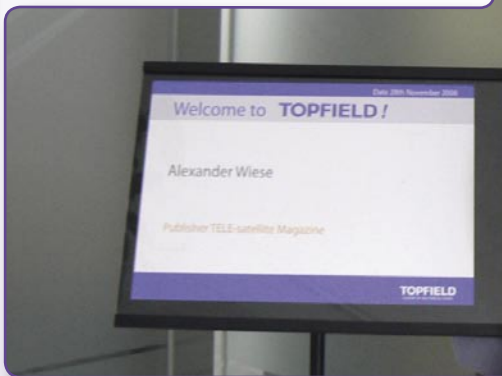 Date 28th November 2006
Welcome to TOPFIELD!
Alexander Wiese
Publisher TELE-satellite Magazine
TOPFIELD